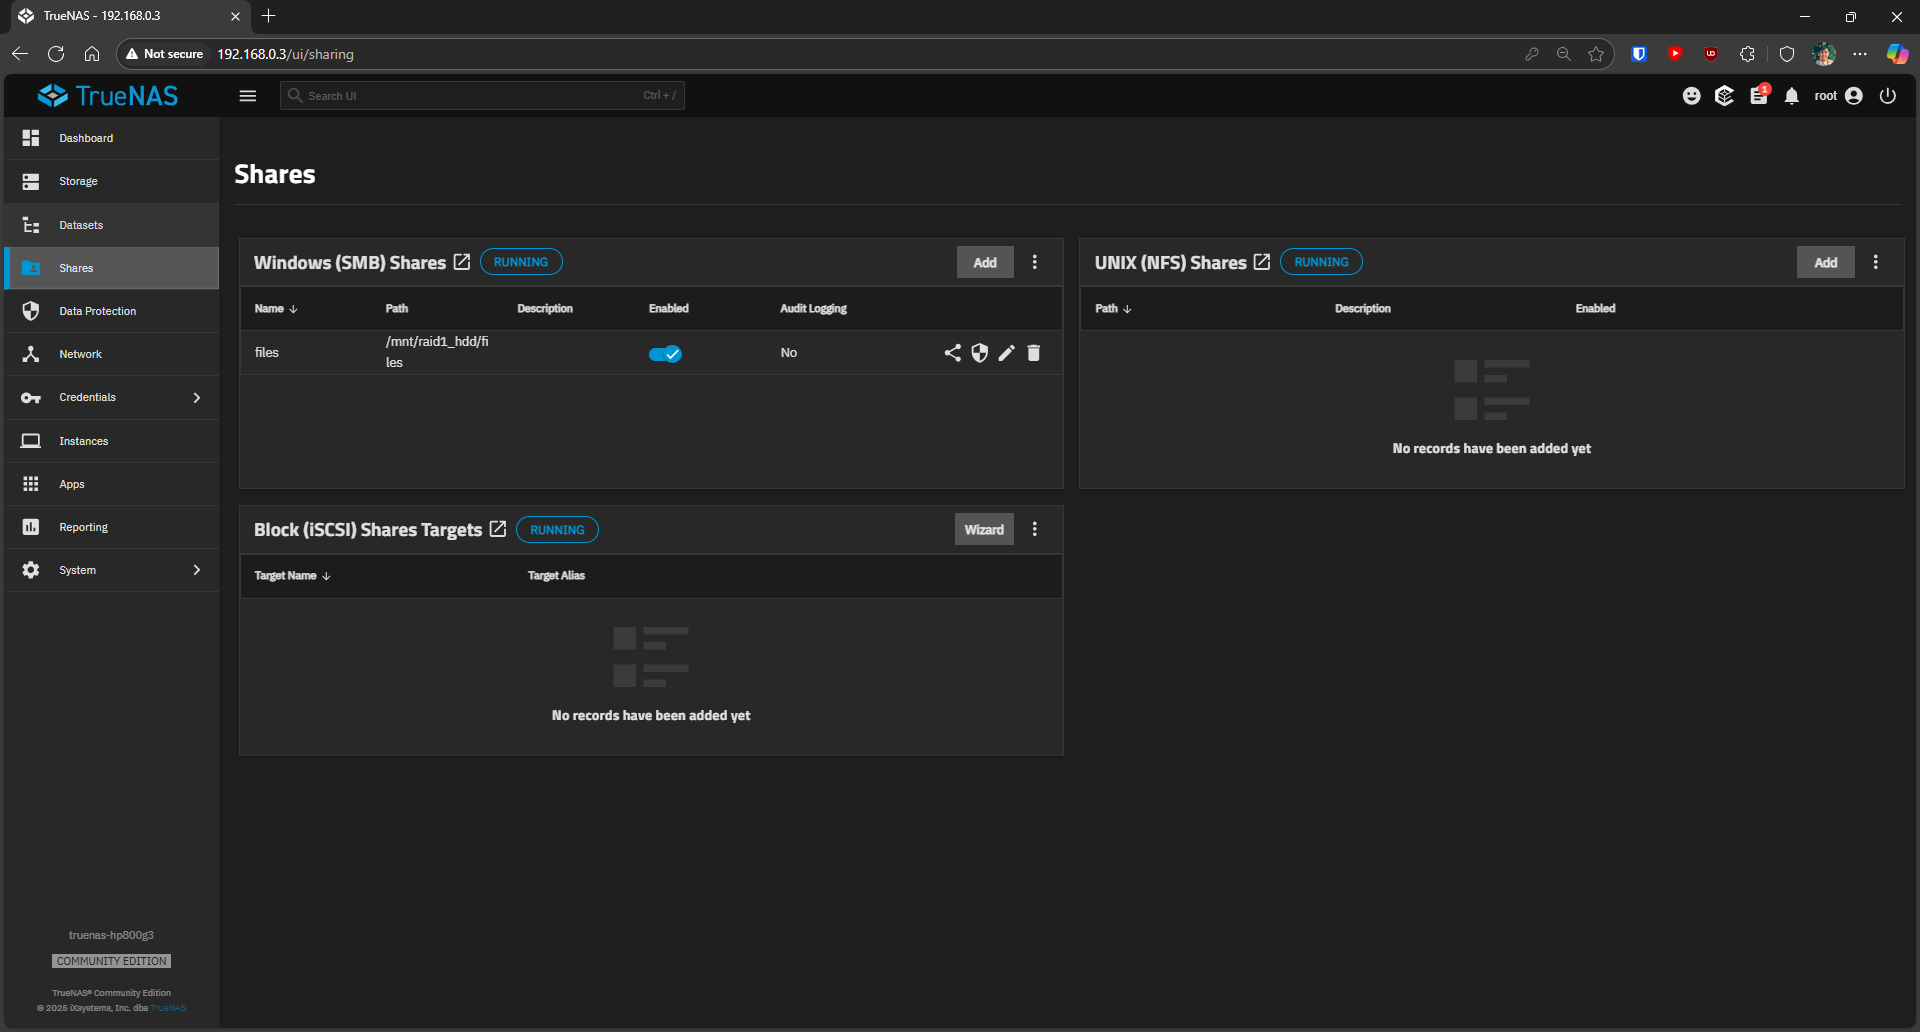 TrueNAS - 192.168.0.3
Not secure 192.168.0.3/ui/sharing
TrueNAS
Search UI Ctrl + /
1
root
Dashboard
Storage
Datasets
Shares
Data Protection
Network
Credentials
Instances
Apps
Reporting
System
truenas-hp800g3
COMMUNITY EDITION
TrueNAS® Community Edition
© 2025 iXsystems, Inc. dba TrueNAS
Shares
Windows (SMB) Shares RUNNING Add
Name Path Description Enabled Audit Logging
files /mnt/raid1_hdd/fi No
les
UNIX (NFS) Shares RUNNING Add
Path Description Enabled
No records have been added yet
Block (iSCSI) Shares Targets RUNNING Wizard
Target Name Target Alias
No records have been added yet